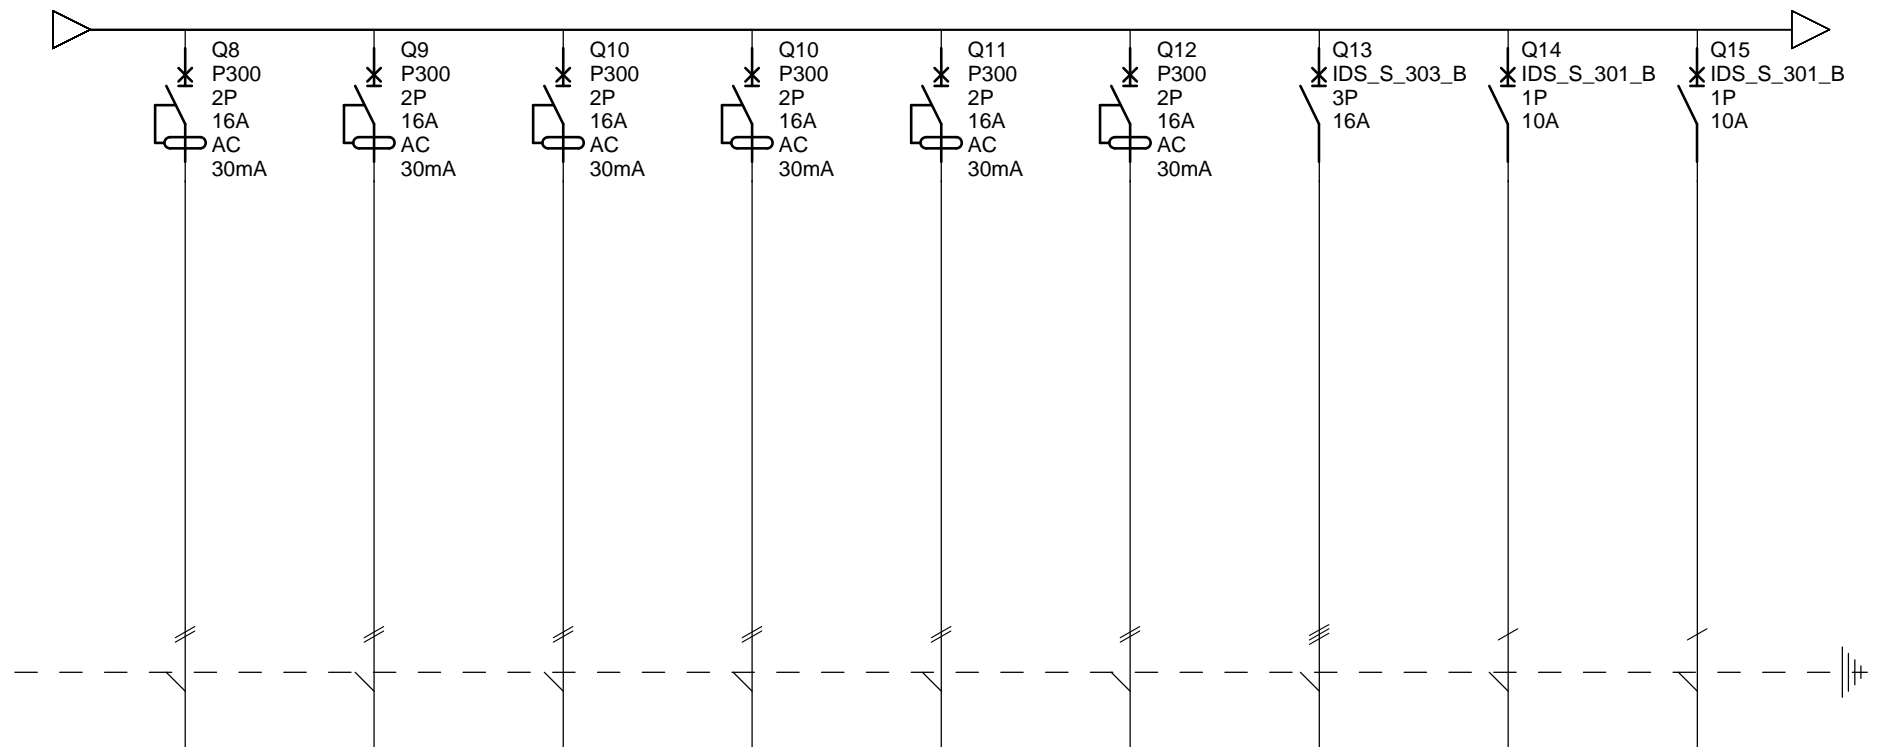 Q8
P300
2P
16A
AC
30mA
Q9
P300
2P
16A
AC
30mA
Q10
P300
2P
16A
AC
30mA
Q10
P300
2P
16A
AC
30mA
Q11
P300
2P
16A
AC
30mA
Q12
P300
2P
16A
AC
30mA
Q13
IDS_S_303_B
3P
16A
Q14
IDS_S_301_B
1P
10A
Q15
IDS_S_301_B
1P
10A